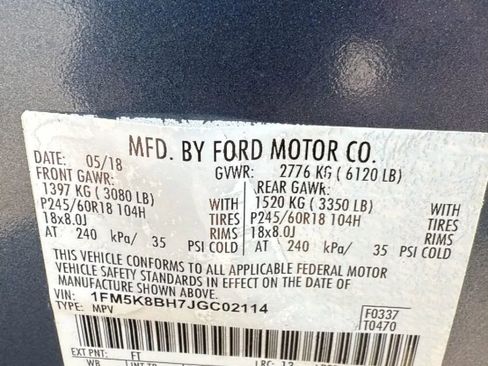 MFD. BY FORD MOTOR CO.
DATE: 05/18 GVWR: 2776 KG ( 6120 LB)
FRONT GAWR: REAR GAWR:
1397 KG ( 3080 LB) 1520 KG ( 3350 LB)
P245/60R18 104H TIRES P245/60R18 104H WITH TIRES
18x8.0J RIMS 18x8.0J RIMS
AT 240 kPa/ 35 PSI COLD AT 240 kPa/ 35 PSI COLD
THIS VEHICLE CONFORMS TO ALL APPLICABLE FEDERAL MOTOR
VEHICLE SAFETY STANDARDS IN EFFECT ON THE DATE OF
MANUFACTURE SHOWN ABOVE.
VIN: 1FM5K8BH7JGC02114 F0337
TYPE: MPV T0470
EXT PNT: FT
WB